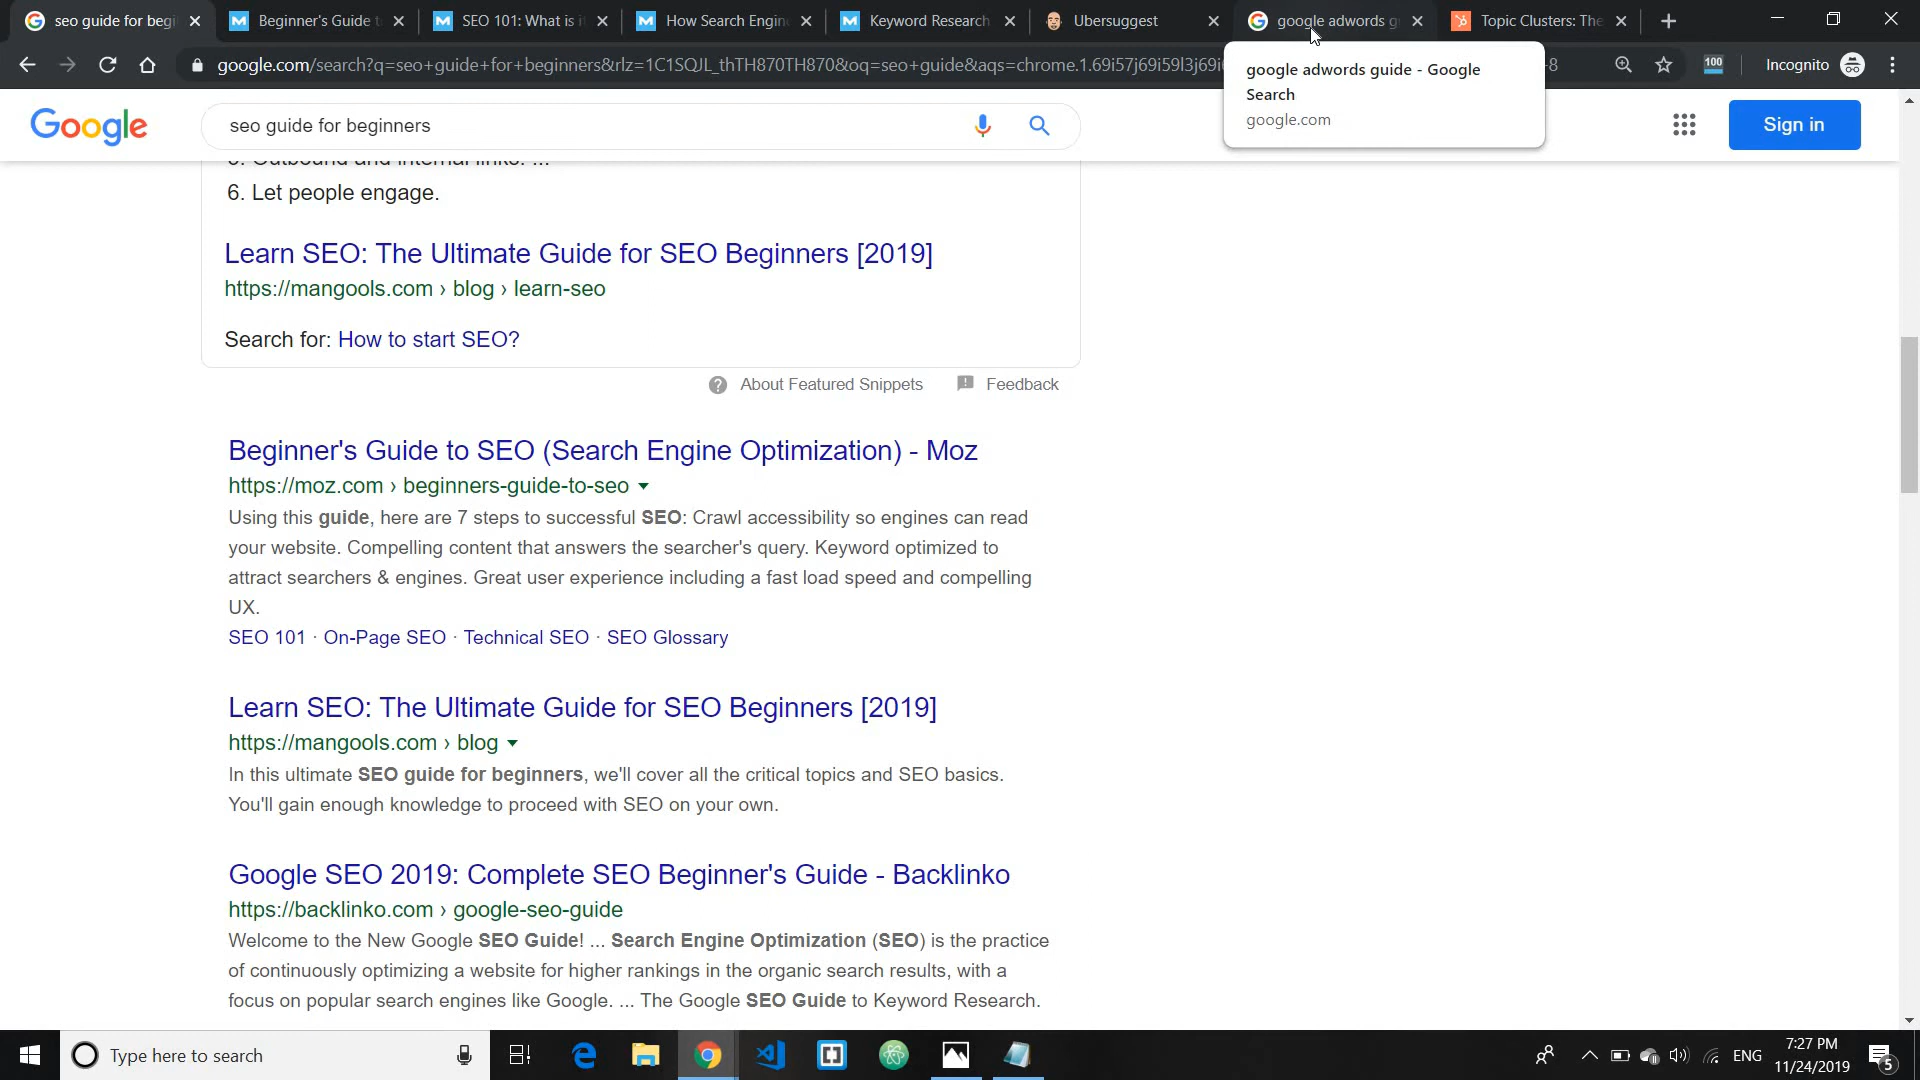 seo guide for begi
Beginner's Guide t
SEO 101: What is i
How Search Engin
Keyword Research
Ubersuggest
google adwords g
Topic Clusters: The
google.com/search?q=seo+guide+for+beginners&rlz=1C1SQJL_thTH870TH870&oq=seo+guide&aqs=chrome.1.69i57j69i59l3j69i
-8
100
Incognito
google adwords guide - Google
Search
google.com
Google
seo guide for beginners
Sign in
5. Outbound and internal links. ...
6. Let people engage.
Learn SEO: The Ultimate Guide for SEO Beginners [2019]
https://mangools.com › blog › learn-seo
Search for: How to start SEO?
About Featured Snippets
Feedback
Beginner's Guide to SEO (Search Engine Optimization) - Moz
https://moz.com › beginners-guide-to-seo
Using this guide, here are 7 steps to successful SEO: Crawl accessibility so engines can read
your website. Compelling content that answers the searcher's query. Keyword optimized to
attract searchers & engines. Great user experience including a fast load speed and compelling
UX.
SEO 101 · On-Page SEO · Technical SEO · SEO Glossary
Learn SEO: The Ultimate Guide for SEO Beginners [2019]
https://mangools.com › blog
In this ultimate SEO guide for beginners, we'll cover all the critical topics and SEO basics.
You'll gain enough knowledge to proceed with SEO on your own.
Google SEO 2019: Complete SEO Beginner's Guide - Backlinko
https://backlinko.com › google-seo-guide
Welcome to the New Google SEO Guide! ... Search Engine Optimization (SEO) is the practice
of continuously optimizing a website for higher rankings in the organic search results, with a
focus on popular search engines like Google. ... The Google SEO Guide to Keyword Research.
Type here to search
ENG
7:27 PM
11/24/2019
5